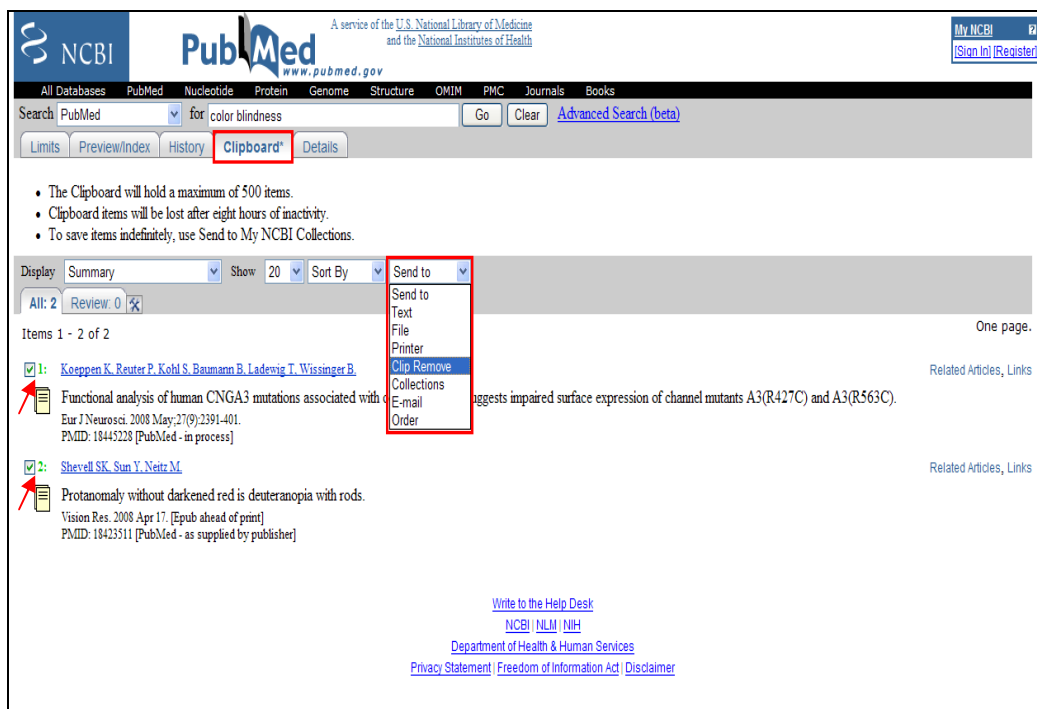 NCBI
PubMed
www.pubmed.gov
A service of the U.S. National Library of Medicine
and the National Institutes of Health
My NCBI ?
[Sign In] [Register]
All Databases PubMed Nucleotide Protein Genome Structure OMIM PMC Journals Books
Search PubMed for color blindness Go Clear Advanced Search (beta)
Limits Preview/Index History Clipboard* Details
• The Clipboard will hold a maximum of 500 items.
• Clipboard items will be lost after eight hours of inactivity.
• To save items indefinitely, use Send to My NCBI Collections.
Display Summary Show 20 Sort By Send to
Send to
Text
File
Printer
Clip Remove
Collections
E-mail
Order
All: 2 Review: 0
Items 1 - 2 of 2 One page.
1: Koeppen K, Reuter P, Kohl S, Baumann B, Ladewig T, Wissinger B. Related Articles, Links
Functional analysis of human CNGA3 mutations associated with uggests impaired surface expression of channel mutants A3(R427C) and A3(R563C).
Eur J Neurosci. 2008 May;27(9):2391-401.
PMID: 18445228 [PubMed - in process]
2: Shevell SK, Sun Y, Neitz M. Related Articles, Links
Protanomaly without darkened red is deuteranopia with rods.
Vision Res. 2008 Apr 17. [Epub ahead of print]
PMID: 18423511 [PubMed - as supplied by publisher]
Write to the Help Desk
NCBI | NLM | NIH
Department of Health & Human Services
Privacy Statement | Freedom of Information Act | Disclaimer